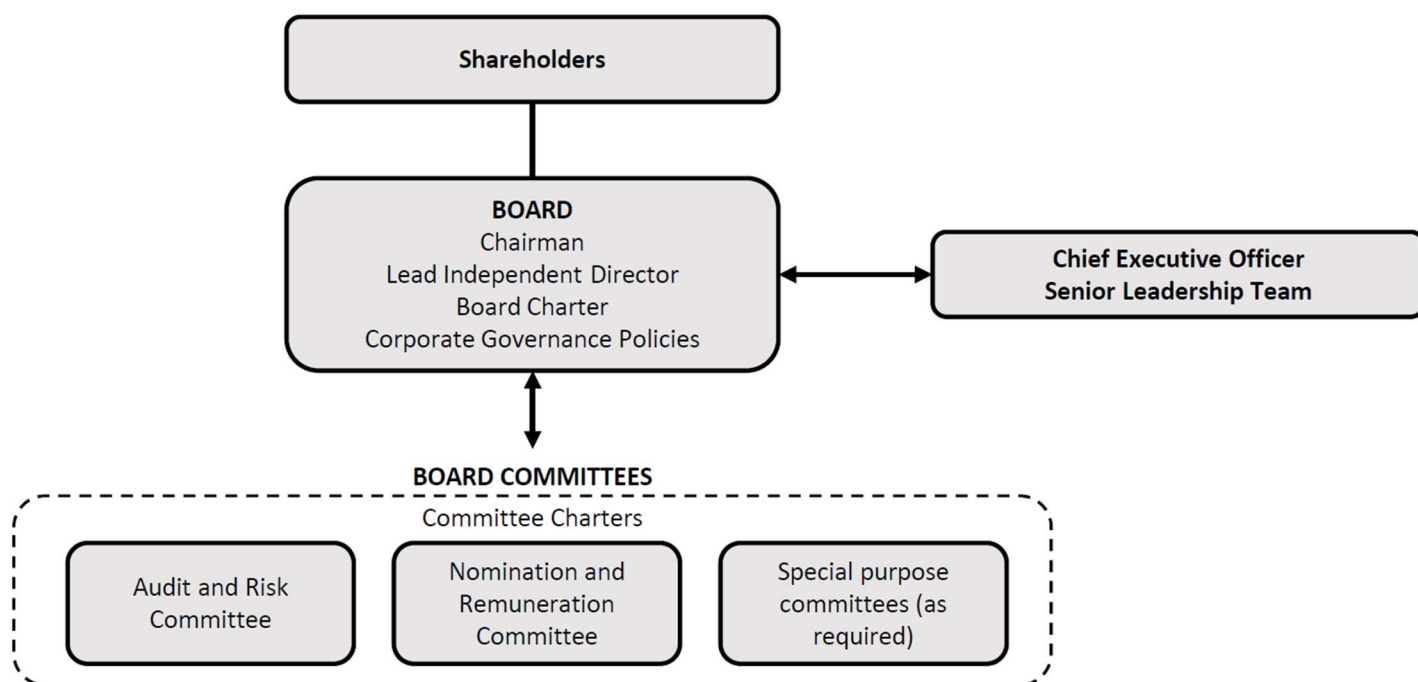 Shareholders
BOARD
Chairman
Lead Independent Director
Board Charter
Corporate Governance Policies
Chief Executive Officer
Senior Leadership Team
BOARD COMMITTEES
Committee Charters
Audit and Risk
Committee
Nomination and
Remuneration
Committee
Special purpose
committees (as
required)